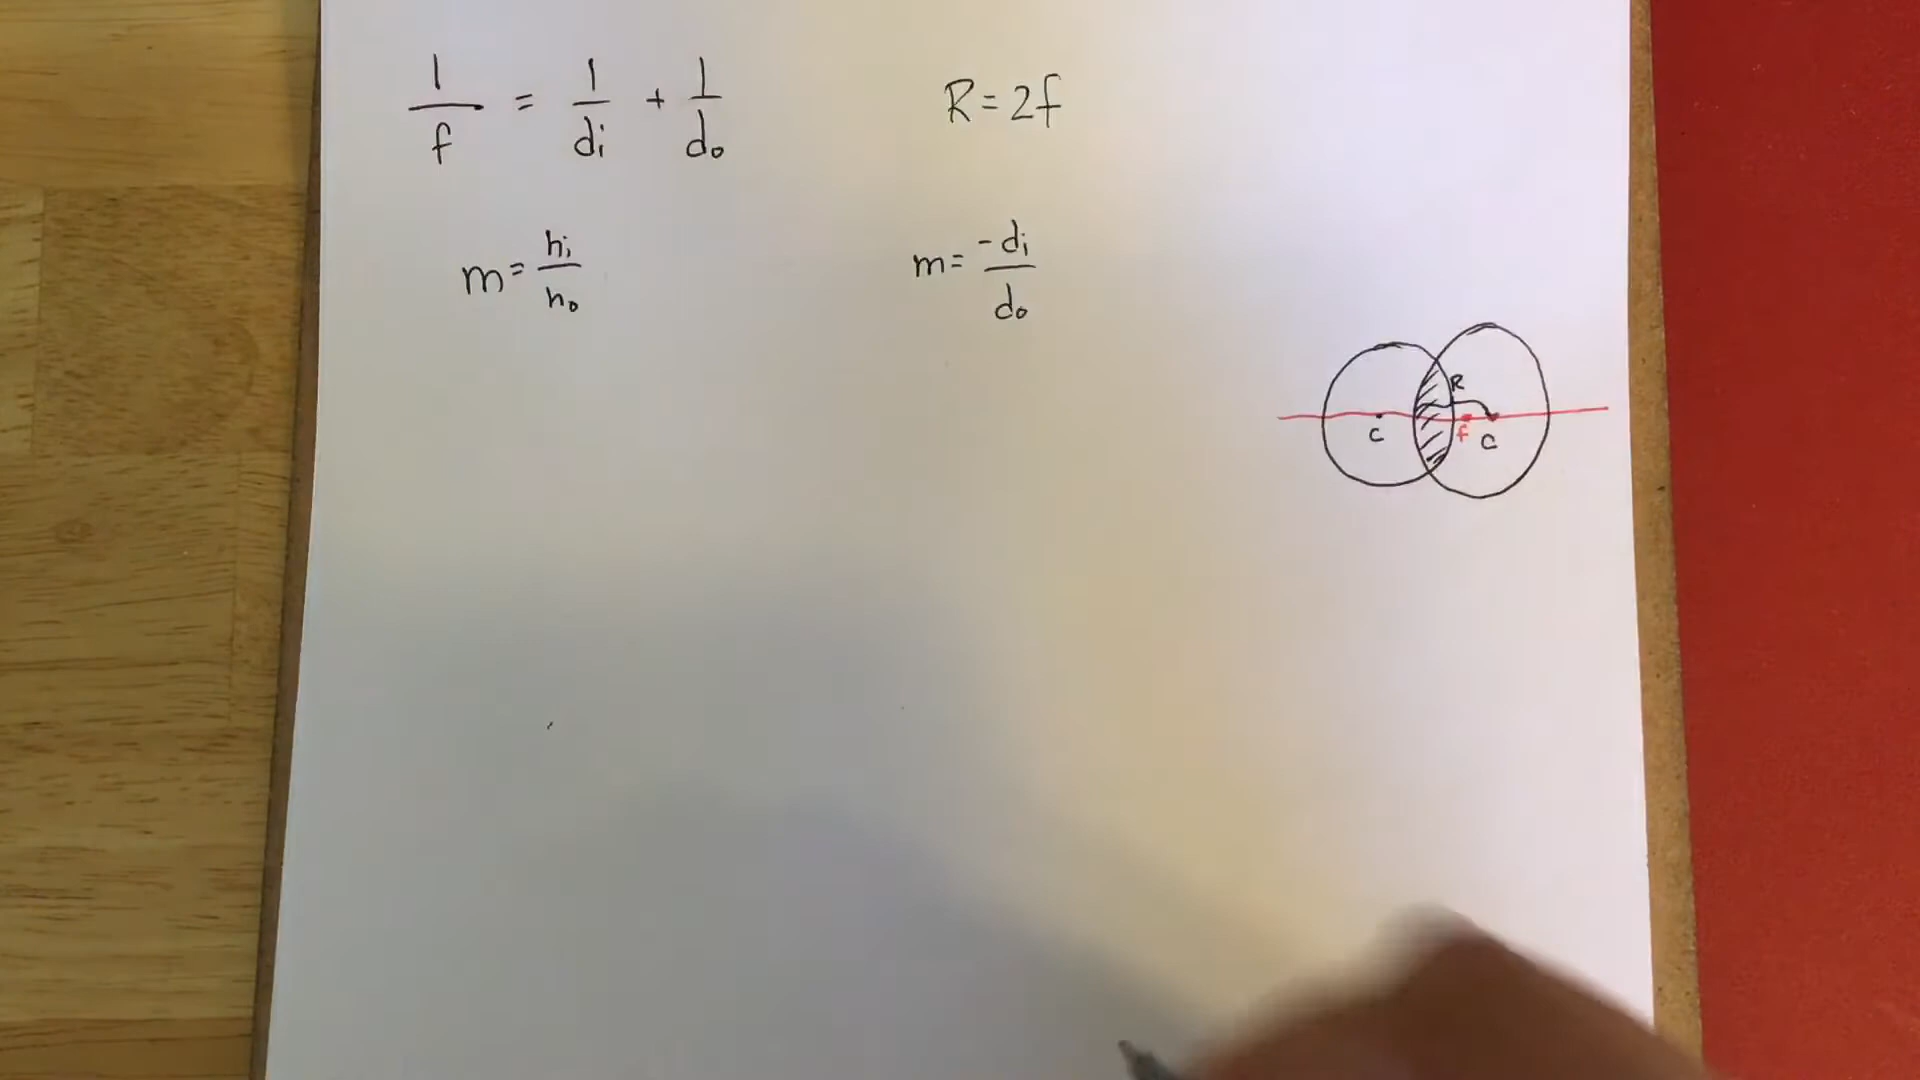 1/f = 1/di + 1/do
R = 2f
m = hi/ho
m = -di/do
R
C
f
C